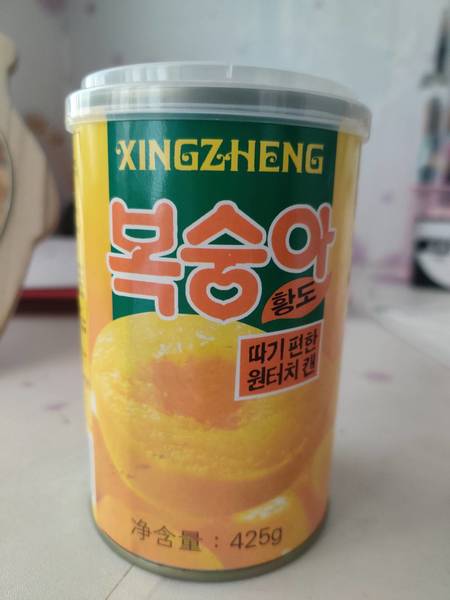 XINGZHENG
복숭아
황도
따기 편한
원터치 캔
净含量：425g